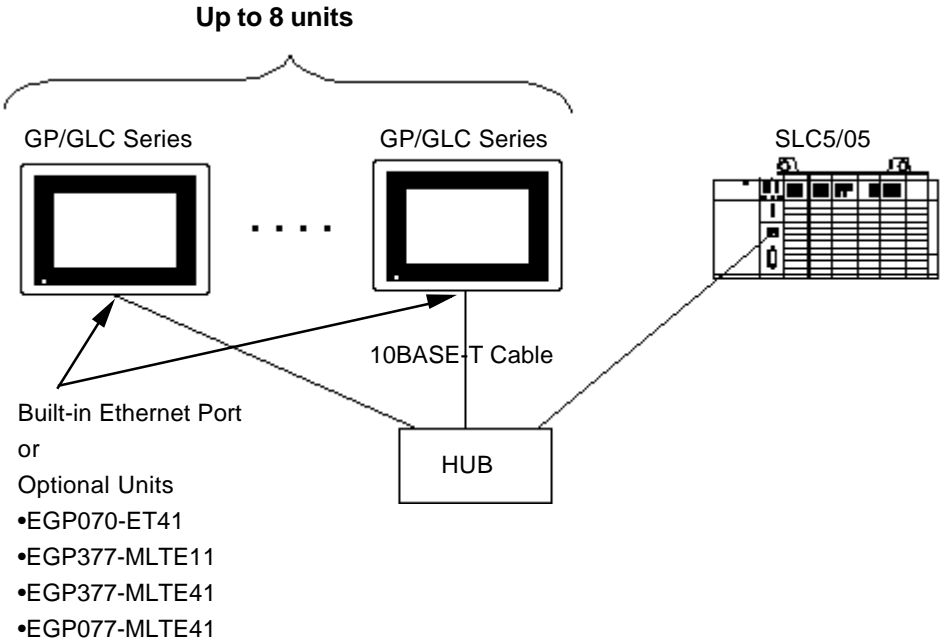 Up to 8 units
GP/GLC Series
GP/GLC Series
SLC5/05
10BASE-T Cable
Built-in Ethernet Port
or
Optional Units
•EGP070-ET41
•EGP377-MLTE11
•EGP377-MLTE41
•EGP077-MLTE41
HUB